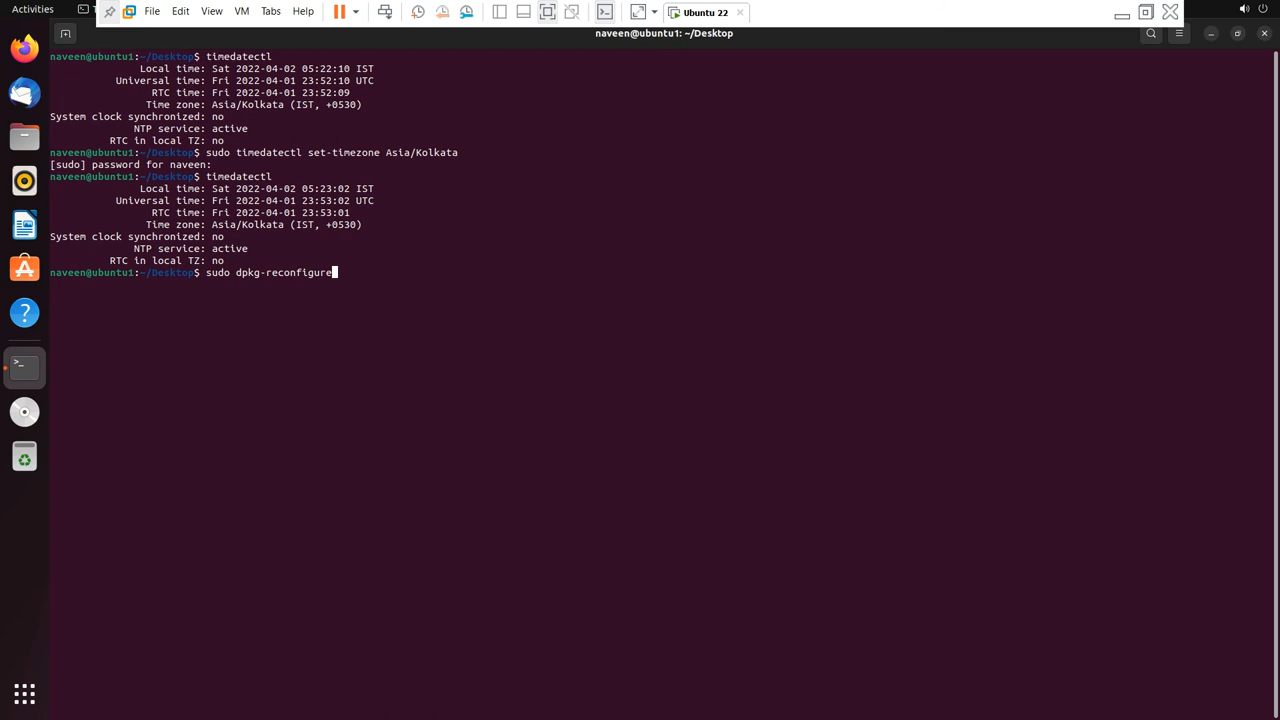 Activities
File Edit View VM Tabs Help
Ubuntu 22
naveen@ubuntu1: ~/Desktop
naveen@ubuntu1:~/Desktop$ timedatectl
Local time: Sat 2022-04-02 05:22:10 IST
Universal time: Fri 2022-04-01 23:52:10 UTC
RTC time: Fri 2022-04-01 23:52:09
Time zone: Asia/Kolkata (IST, +0530)
System clock synchronized: no
NTP service: active
RTC in local TZ: no
naveen@ubuntu1:~/Desktop$ sudo timedatectl set-timezone Asia/Kolkata
[sudo] password for naveen:
naveen@ubuntu1:~/Desktop$ timedatectl
Local time: Sat 2022-04-02 05:23:02 IST
Universal time: Fri 2022-04-01 23:53:02 UTC
RTC time: Fri 2022-04-01 23:53:01
Time zone: Asia/Kolkata (IST, +0530)
System clock synchronized: no
NTP service: active
RTC in local TZ: no
naveen@ubuntu1:~/Desktop$ sudo dpkg-reconfigure